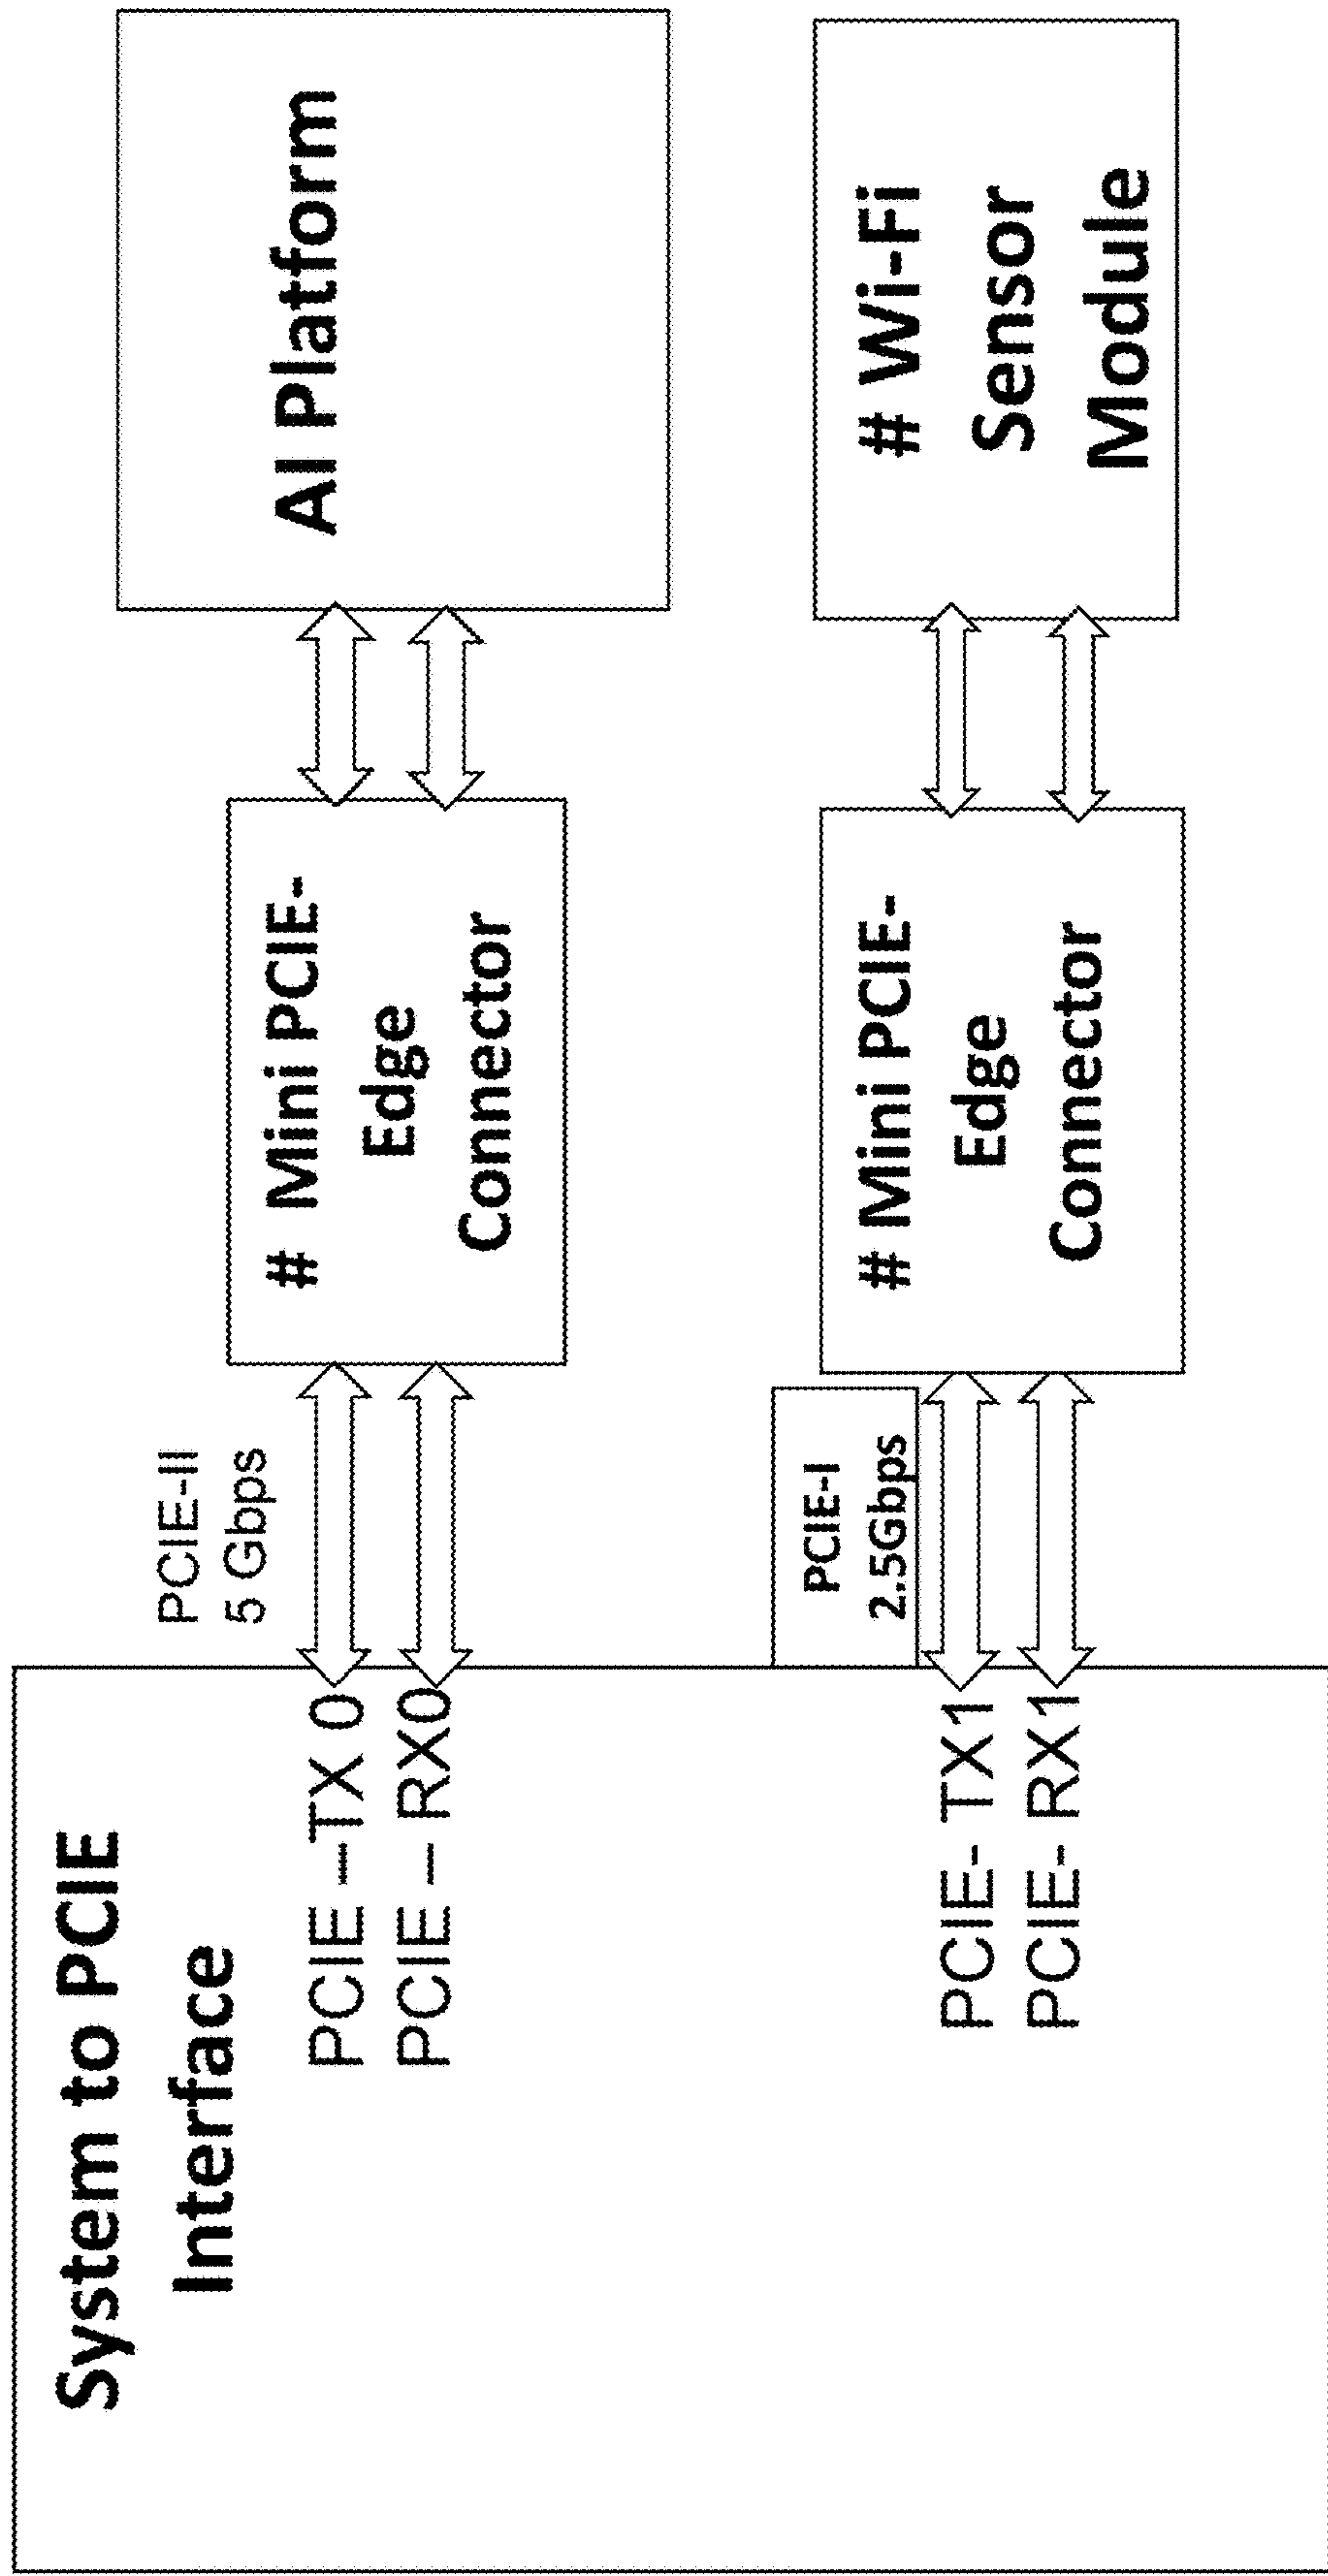 System to PCIE
Interface
PCIE –TX 0
PCIE – RX0
PCIE- TX1
PCIE- RX1
PCIE-II
5 Gbps
PCIE-I
2.5Gbps
# Mini PCIE-
Edge
Connector
# Mini PCIE-
Edge
Connector
AI Platform
# Wi-Fi
Sensor
Module